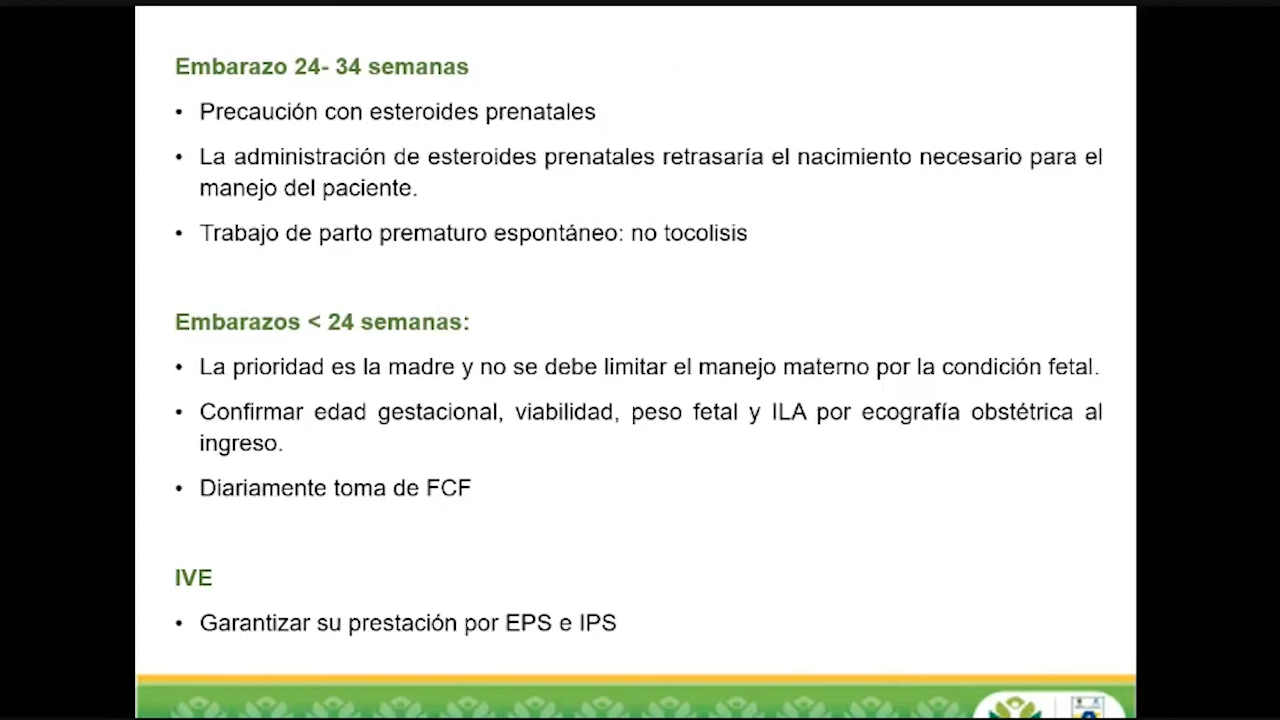 Embarazo 24- 34 semanas
• Precaución con esteroides prenatales
• La administración de esteroides prenatales retrasaría el nacimiento necesario para el
manejo del paciente.
• Trabajo de parto prematuro espontáneo: no tocolisis
Embarazos < 24 semanas:
• La prioridad es la madre y no se debe limitar el manejo materno por la condición fetal.
• Confirmar edad gestacional, viabilidad, peso fetal y ILA por ecografía obstétrica al
ingreso.
• Diariamente toma de FCF
IVE
• Garantizar su prestación por EPS e IPS